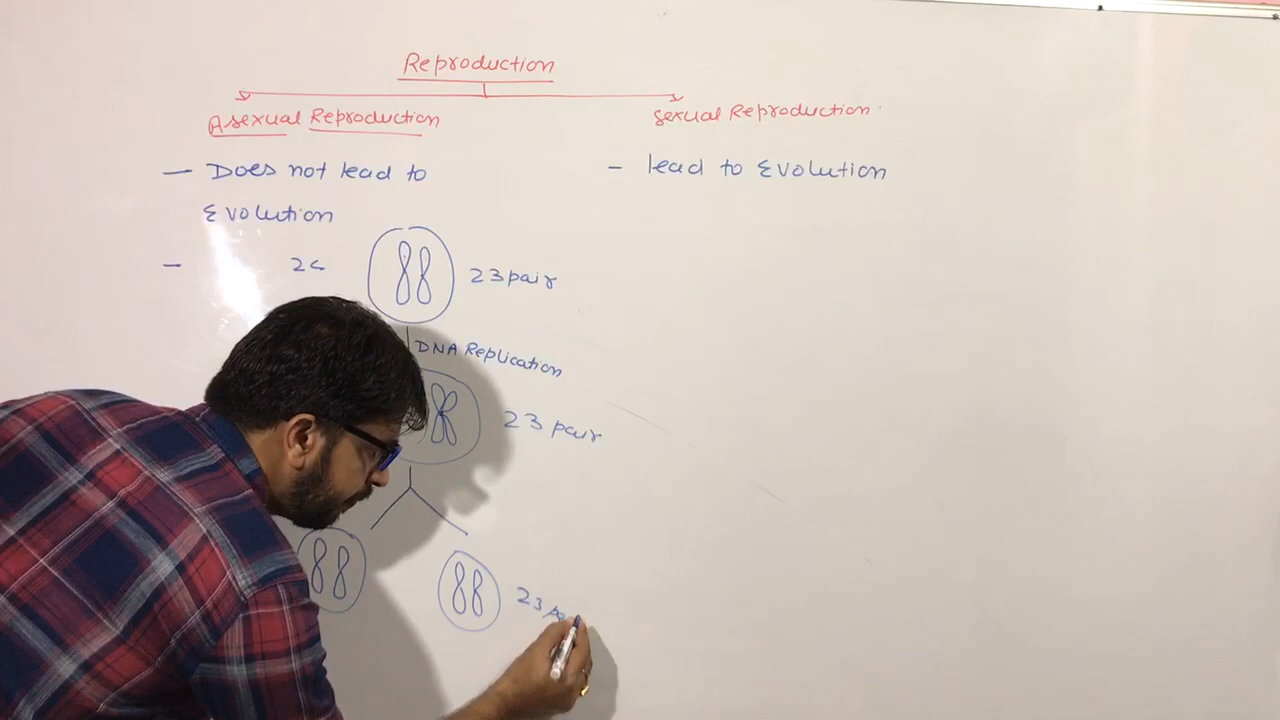 Reproduction
Asexual Reproduction
Sexual Reproduction
- Does not lead to
Evolution
- lead to Evolution
-
23 pair
DNA Replication
23 pair
23